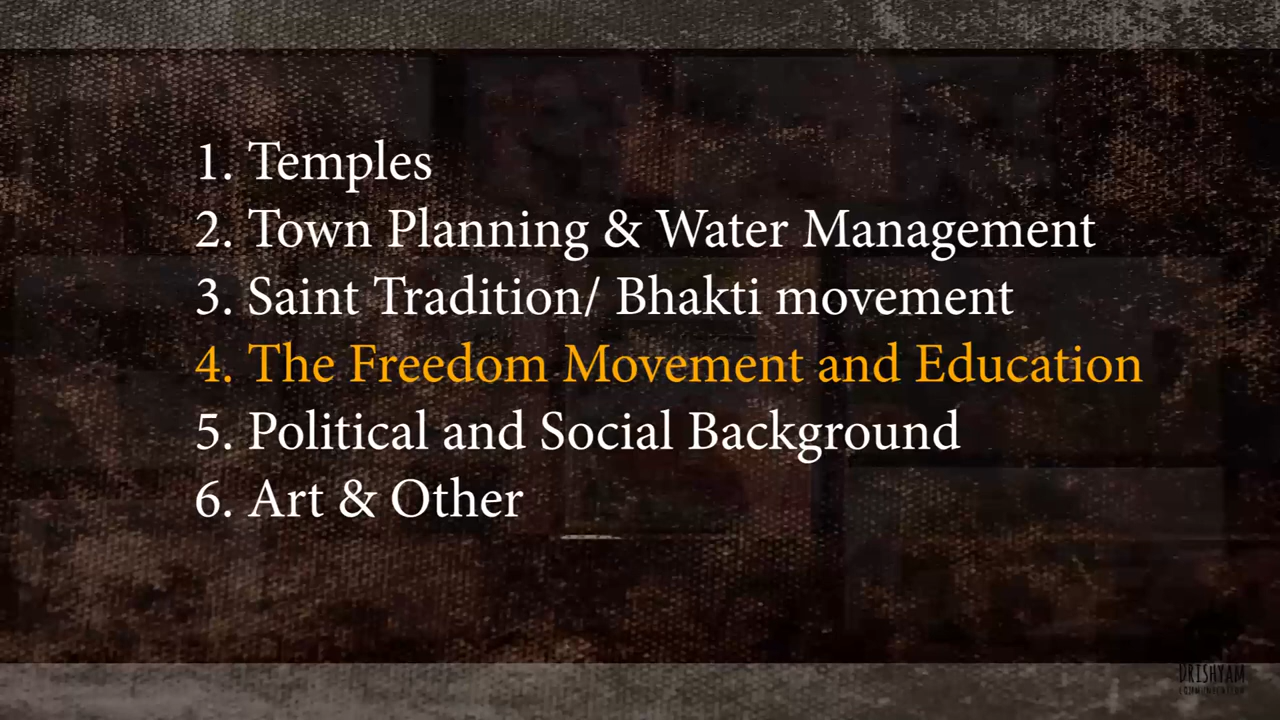 1. Temples
2. Town Planning & Water Management
3. Saint Tradition/ Bhakti movement
4. The Freedom Movement and Education
5. Political and Social Background
6. Art & Other
DRISHYAM
COMMUNICATION